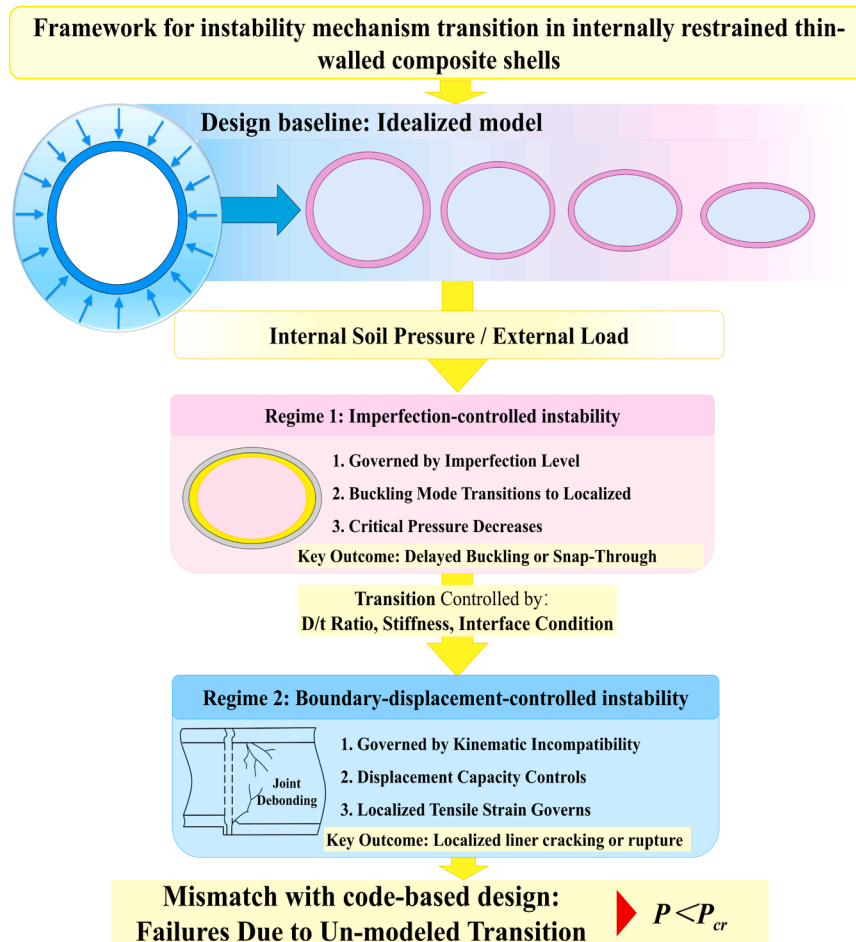 Framework for instability mechanism transition in internally restrained thin-
walled composite shells
Design baseline: Idealized model
Internal Soil Pressure / External Load
Regime 1: Imperfection-controlled instability
1. Governed by Imperfection Level
2. Buckling Mode Transitions to Localized
3. Critical Pressure Decreases
Key Outcome: Delayed Buckling or Snap-Through
Transition Controlled by:
D/t Ratio, Stiffness, Interface Condition
Regime 2: Boundary-displacement-controlled instability
Joint
Debonding
1. Governed by Kinematic Incompatibility
2. Displacement Capacity Controls
3. Localized Tensile Strain Governs
Key Outcome: Localized liner cracking or rupture
Mismatch with code-based design:
Failures Due to Un-modeled Transition
P<Pcr